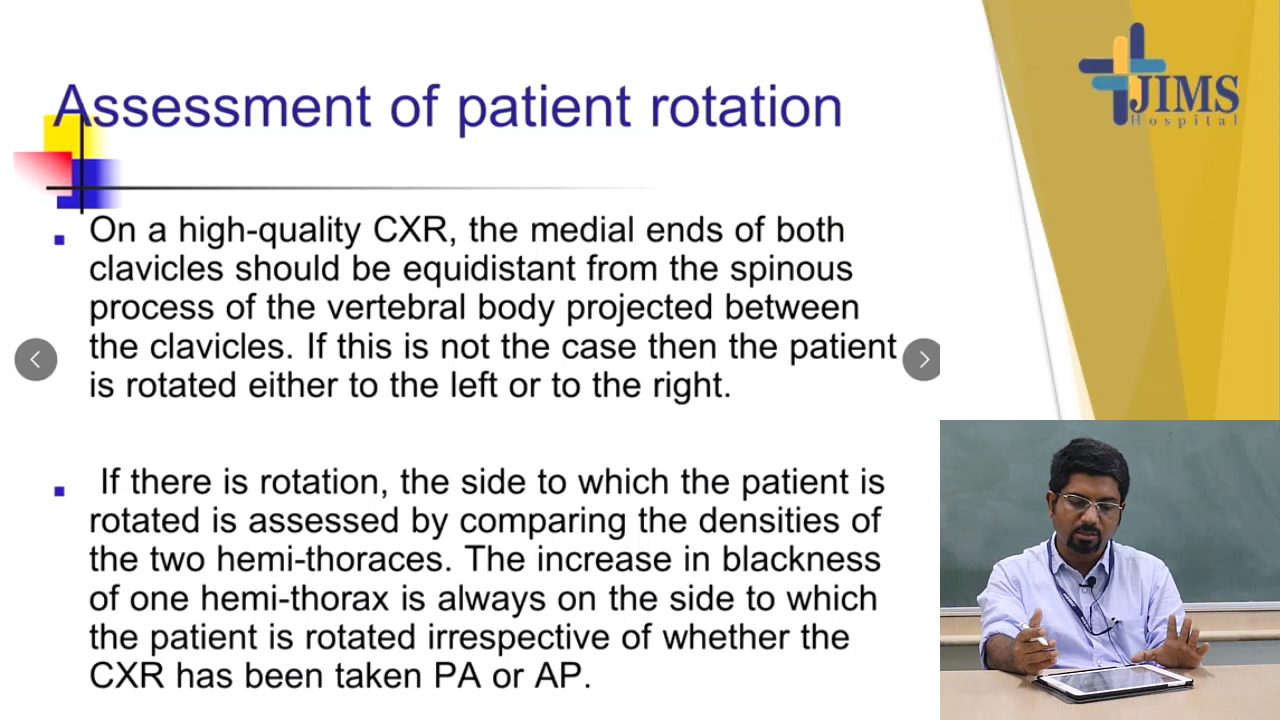 JIMS
Hospital
Assessment of patient rotation
On a high-quality CXR, the medial ends of both
clavicles should be equidistant from the spinous
process of the vertebral body projected between
the clavicles. If this is not the case then the patient
is rotated either to the left or to the right.
If there is rotation, the side to which the patient is
rotated is assessed by comparing the densities of
the two hemi-thoraces. The increase in blackness
of one hemi-thorax is always on the side to which
the patient is rotated irrespective of whether the
CXR has been taken PA or AP.